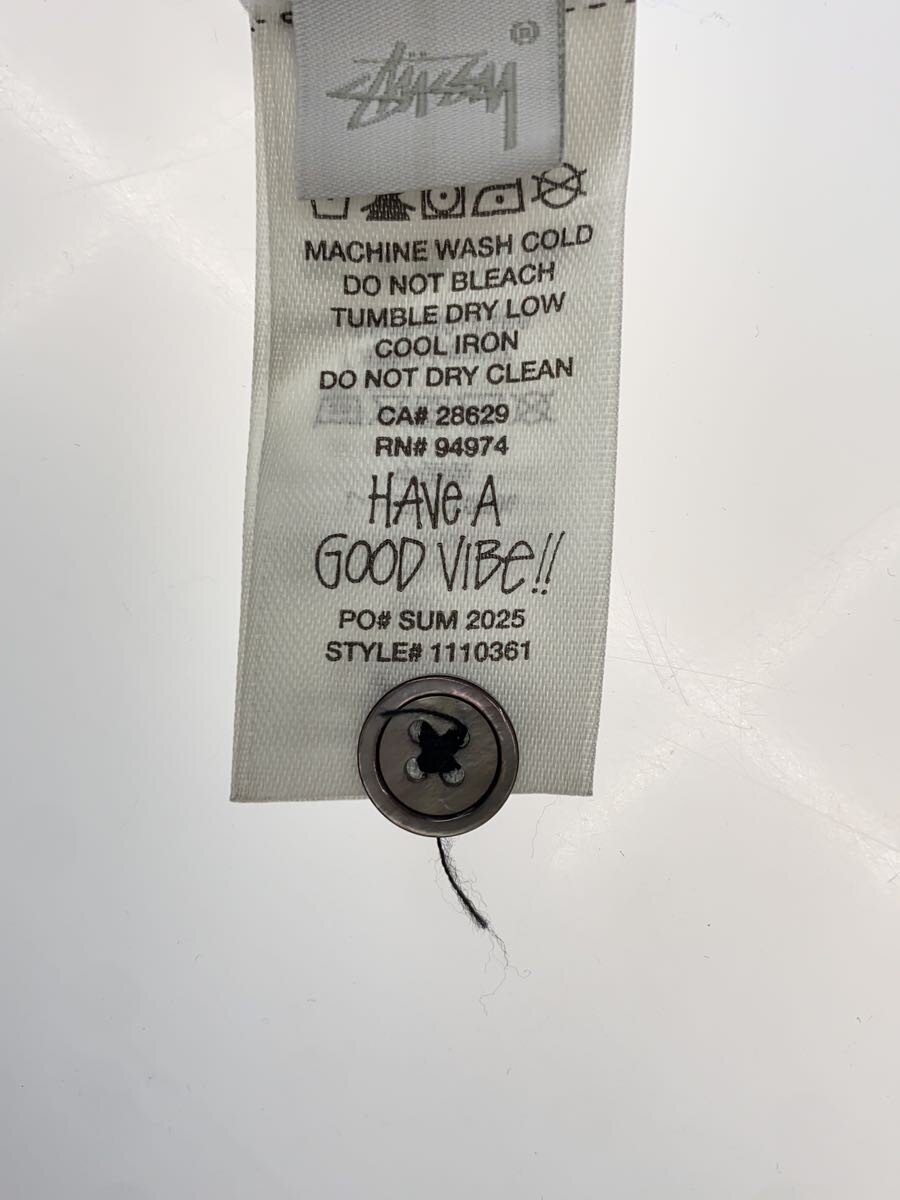 Stüssy ®
MACHINE WASH COLD
DO NOT BLEACH
TUMBLE DRY LOW
COOL IRON
DO NOT DRY CLEAN
CA# 28629
RN# 94974
HAVE A
GOOD VIBE!!
PO# SUM 2025
STYLE# 1110361